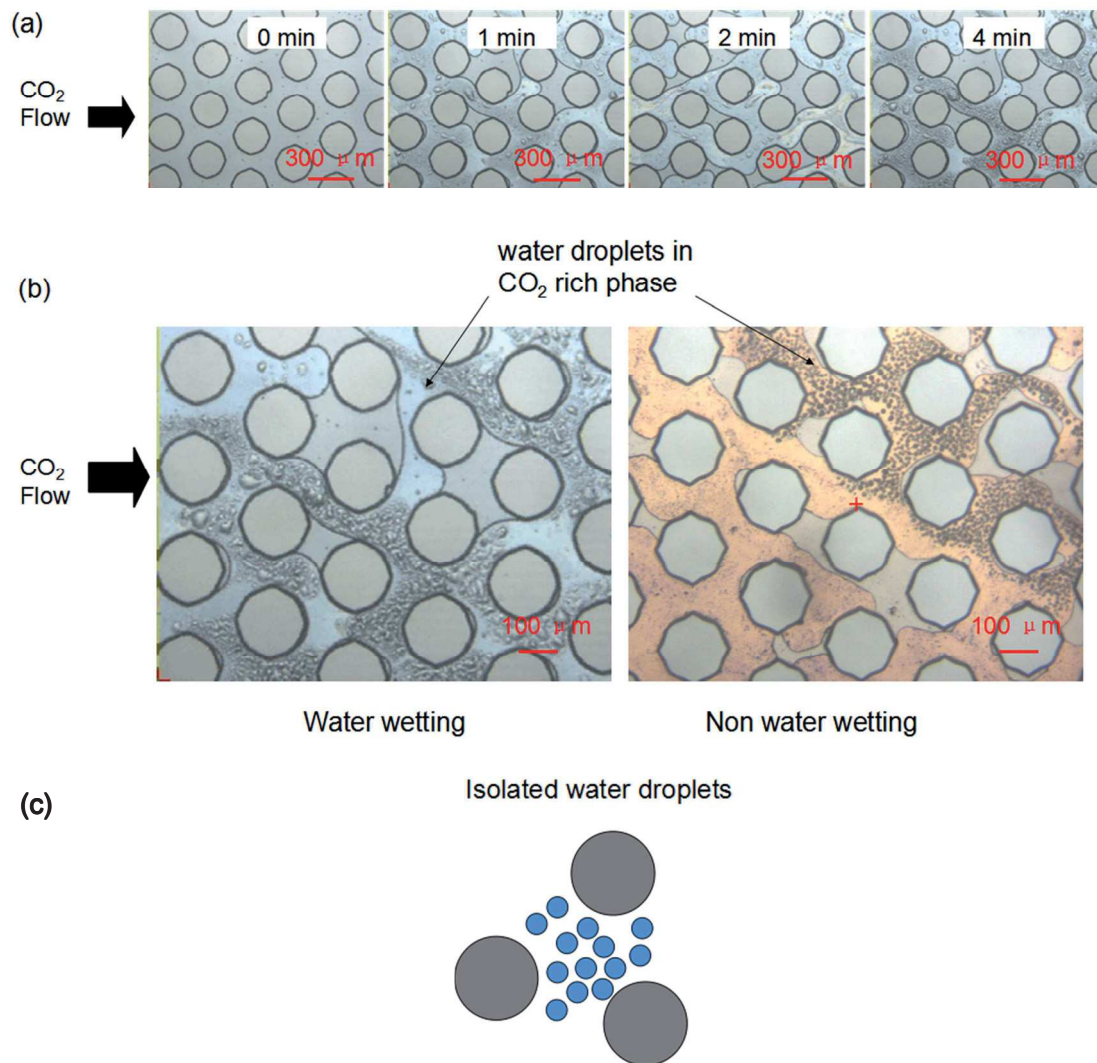 (a)
0 min
1 min
2 min
4 min
CO₂
Flow
300 μm
300 μm
300 μm
300 μm
water droplets in
CO₂ rich phase
(b)
CO₂
Flow
100 μm
100 μm
Water wetting
Non water wetting
(c)
Isolated water droplets